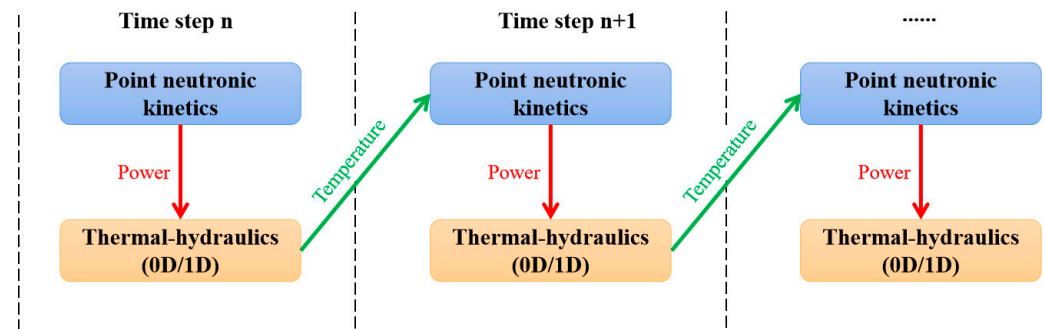 Time step n
Time step n+1
......
Point neutronic
kinetics
Point neutronic
kinetics
Point neutronic
kinetics
Power
Temperature
Power
Temperature
Power
Thermal-hydraulics
(0D/1D)
Thermal-hydraulics
(0D/1D)
Thermal-hydraulics
(0D/1D)